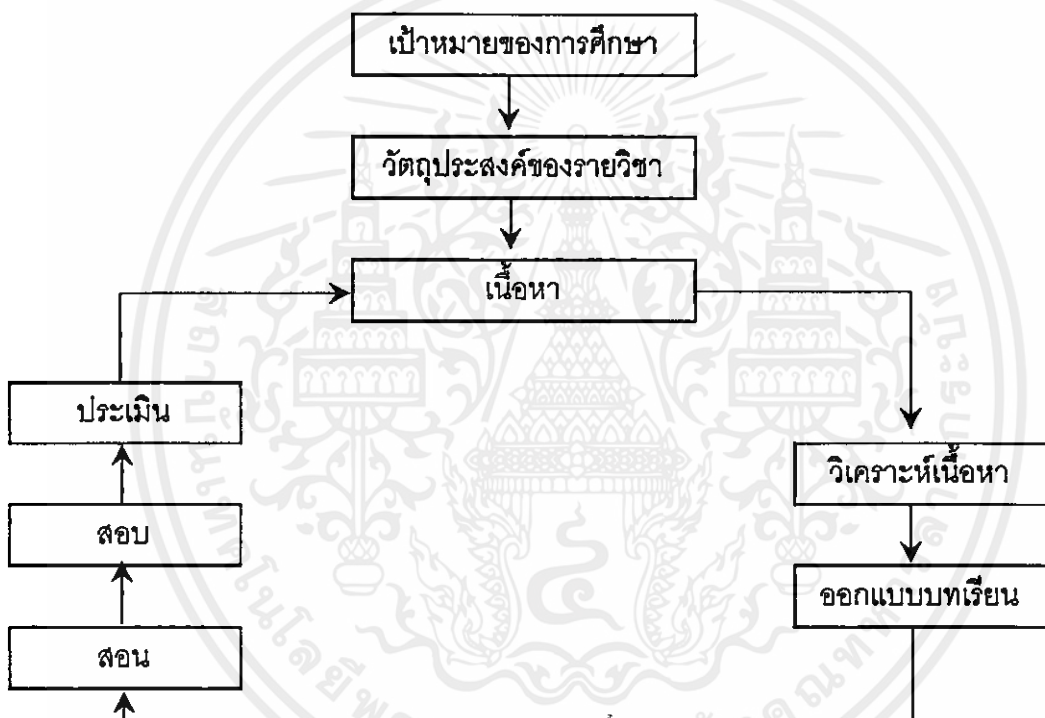 เป้าหมายของการศึกษา
วัตถุประสงค์ของรายวิชา
เนื้อหา
ประเมิน
วิเคราะห์เนื้อหา
สอบ
ออกแบบบทเรียน
สอน